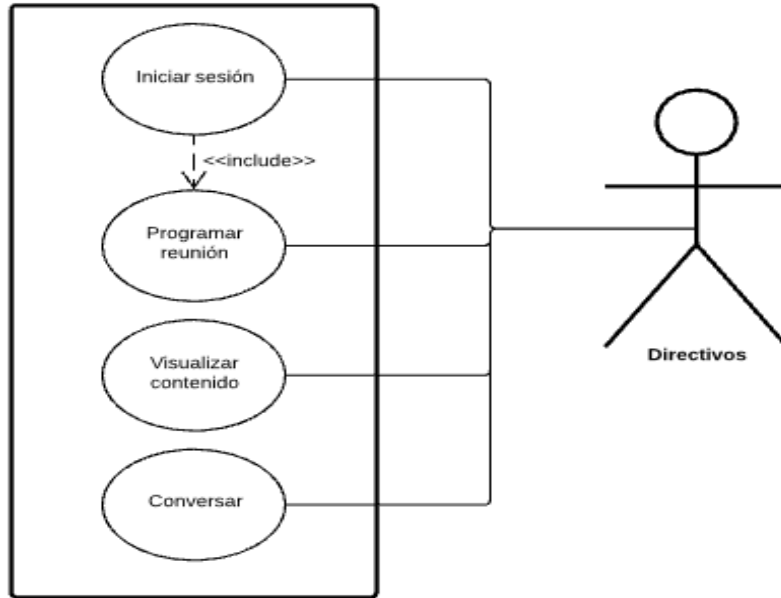 Iniciar sesión
<<include>>
Programar
reunión
Visualizar
contenido
Directivos
Conversar